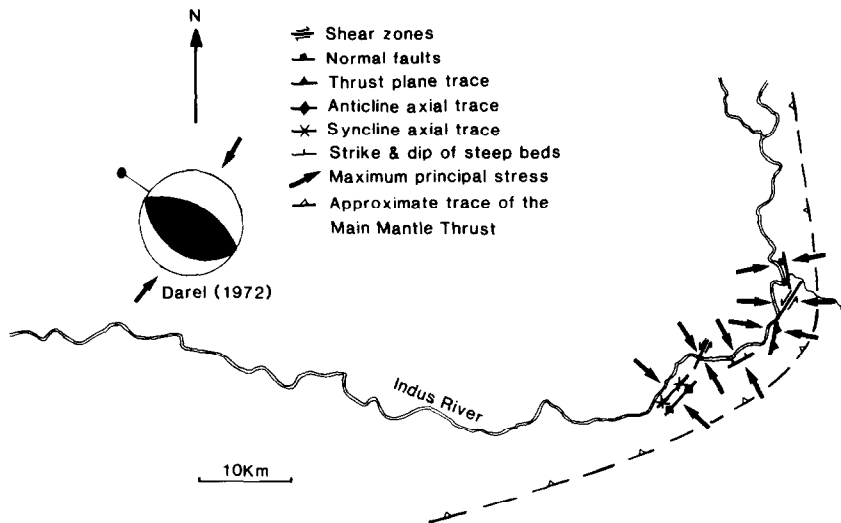 N
Shear zones
Normal faults
Thrust plane trace
Anticline axial trace
Syncline axial trace
Strike & dip of steep beds
Maximum principal stress
Approximate trace of the
Main Mantle Thrust
Darel (1972)
Indus River
10Km